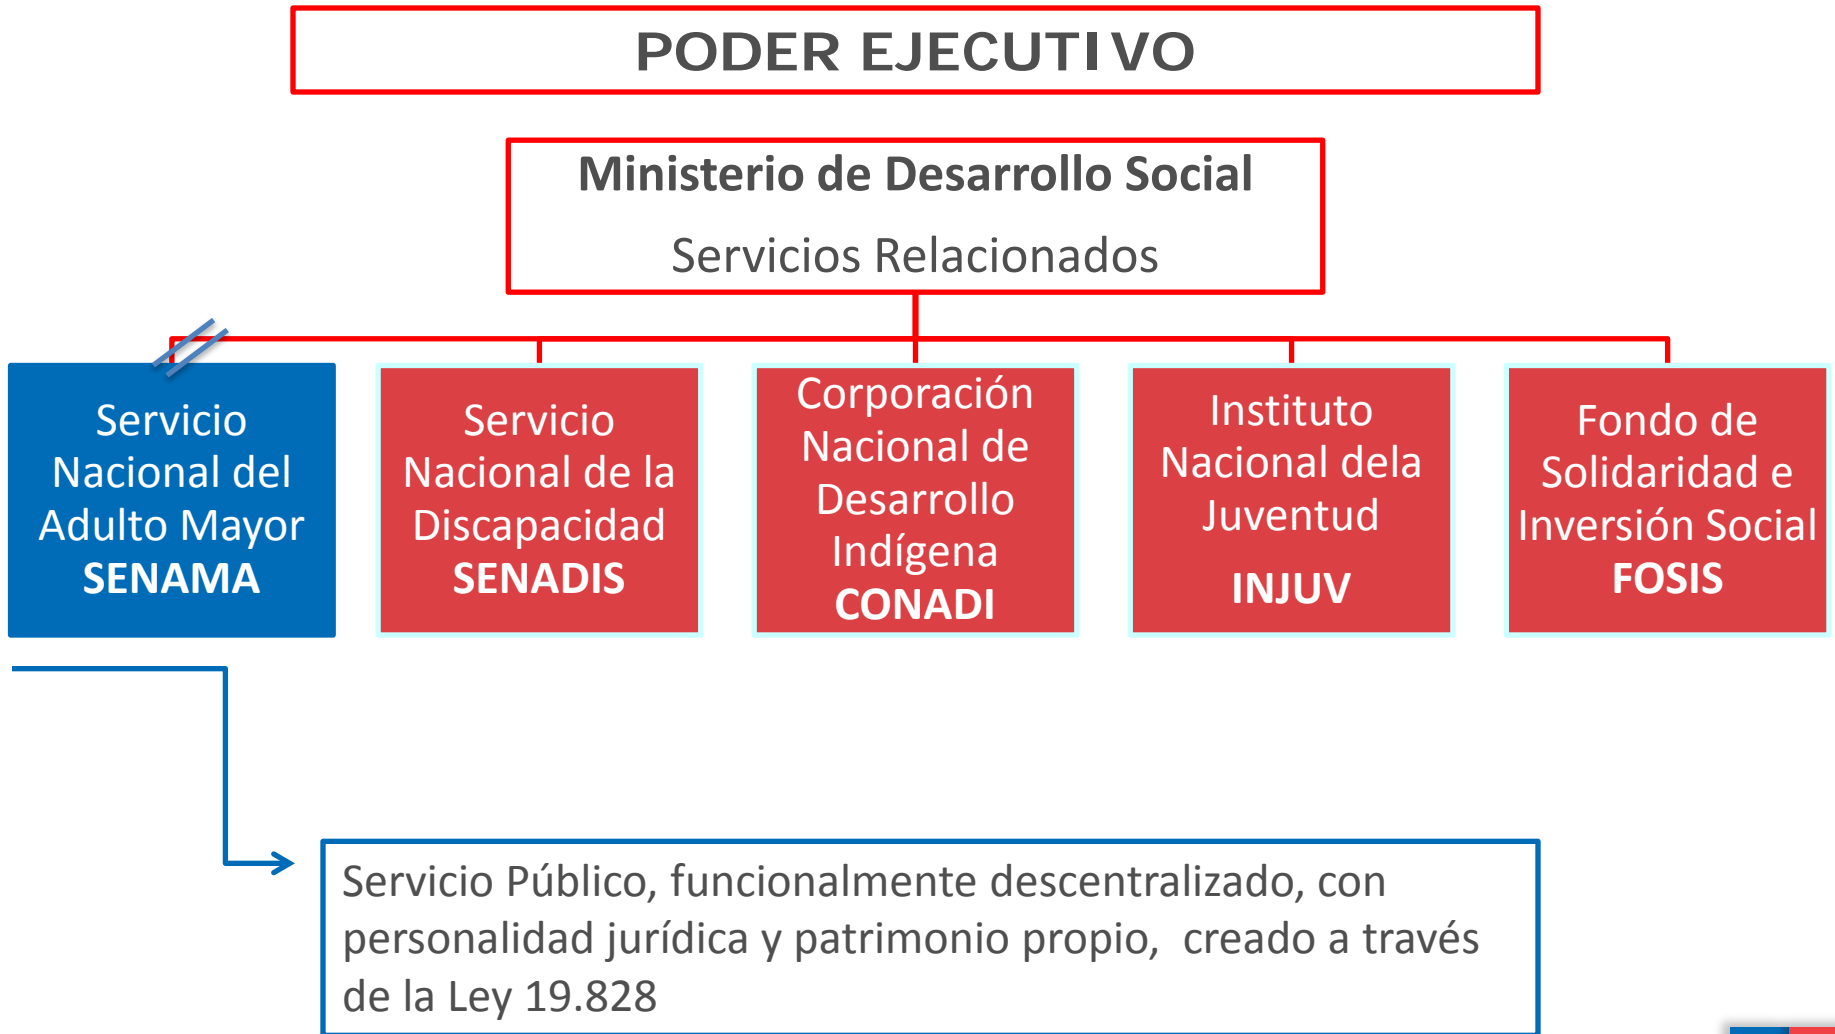 PODER EJECUTIVO
Ministerio de Desarrollo Social
Servicios Relacionados
Servicio
Nacional del
Adulto Mayor
SENAMA
Servicio
Nacional de la
Discapacidad
SENADIS
Corporación
Nacional de
Desarrollo
Indígena
CONADI
Instituto
Nacional dela
Juventud
INJUV
Fondo de
Solidaridad e
Inversión Social
FOSIS
Servicio Público, funcionalmente descentralizado, con
personalidad jurídica y patrimonio propio, creado a través
de la Ley 19.828